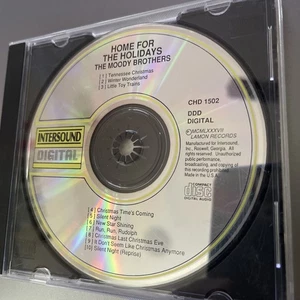 HOME FOR
THE HOLIDAYS
THE MOODY BROTHERS
1 Tennessee Christmas
2 Winter Wonderland
3 Little Toy Trains
INTERSOUND
DIGITAL
CHD 1502
DDD
DIGITAL
©MCMLXXXVII
LAMON RECORDS
Manufactured for Intersound,
Inc., Roswell, Georgia. All
rights reserved. Unauthorized
public performance,
broadcasting, and copying of
this recording prohibited.
Made in the U.S.A.
COMPACT
disc
DIGITAL AUDIO
4 Christmas Time's Coming
5 Silent Night
6 New Star Shining
7 Run, Run, Rudolph
8 Christmas Last Christmas Eve
9 It Don't Seem Like Christmas Anymore
10 Silent Night (Reprise)